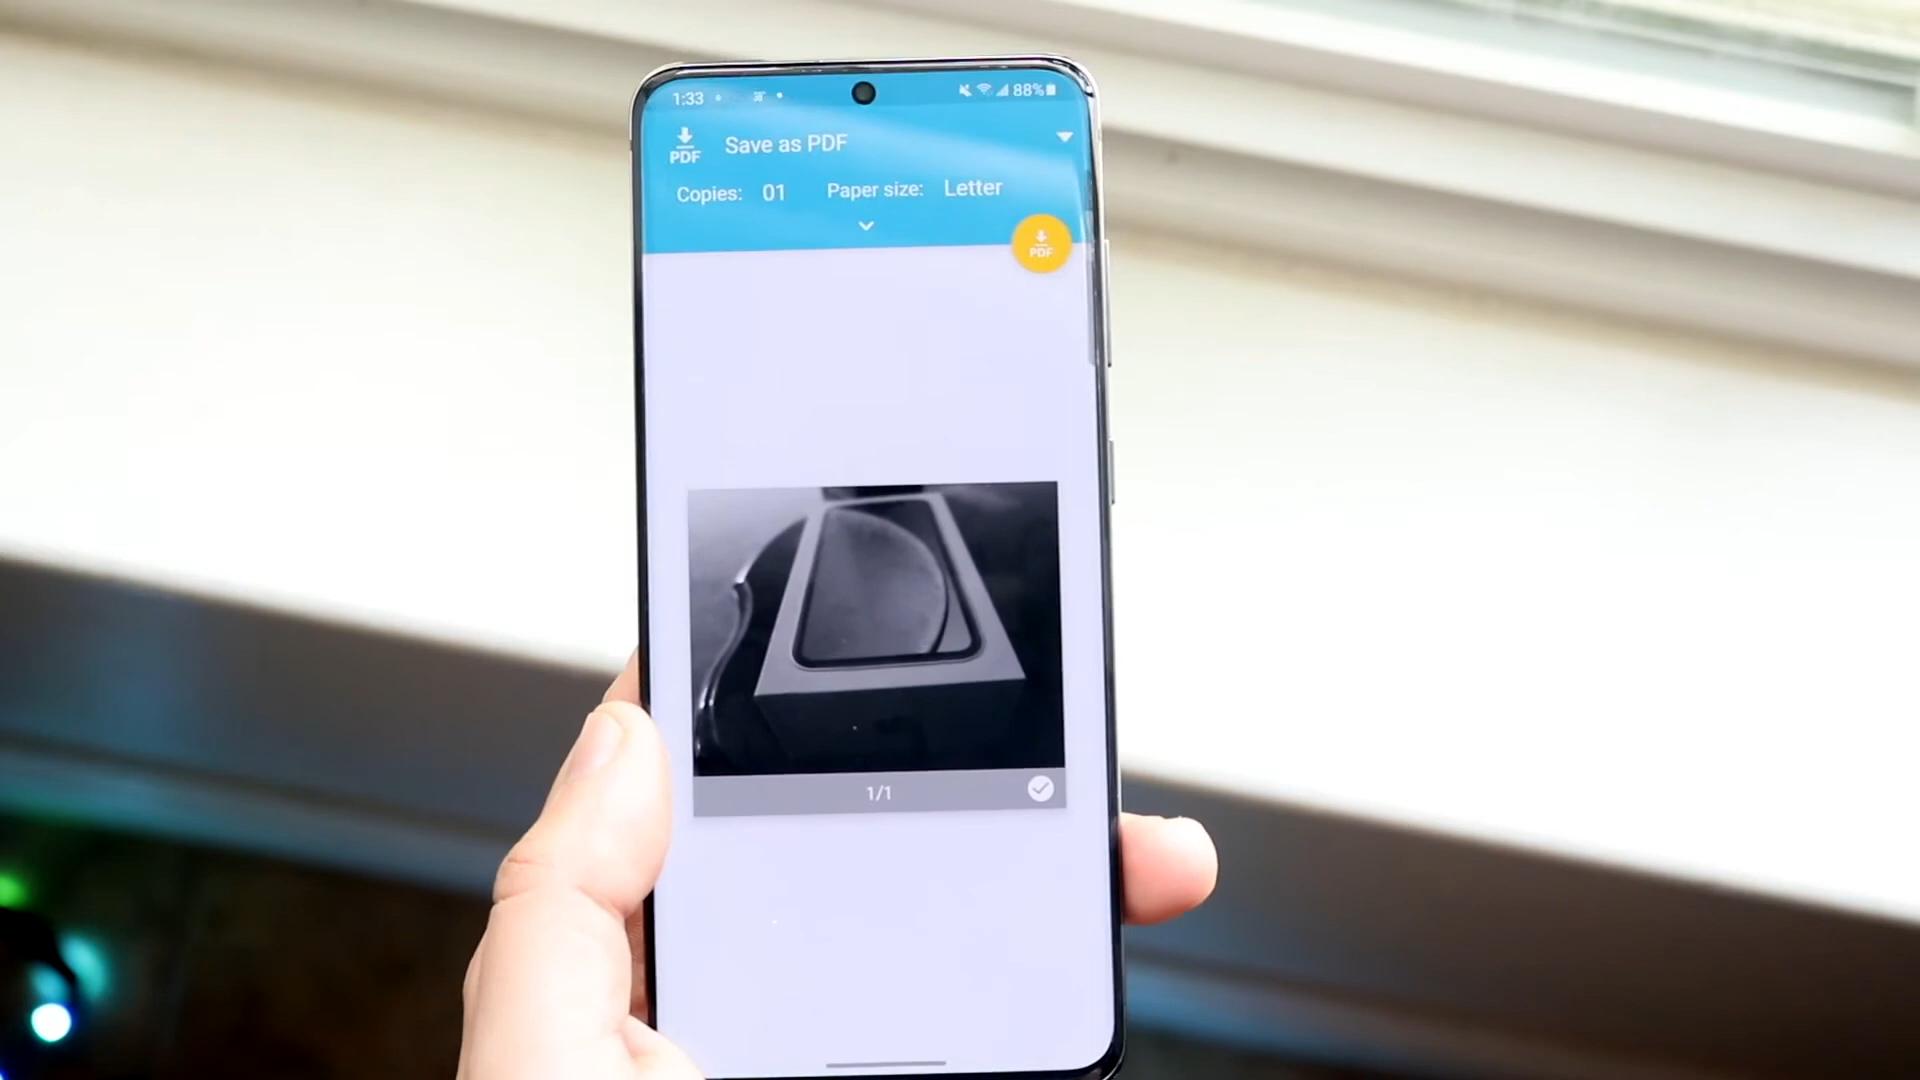 1:33 88%
PDF Save as PDF
Copies: 01 Paper size: Letter
PDF
1/1